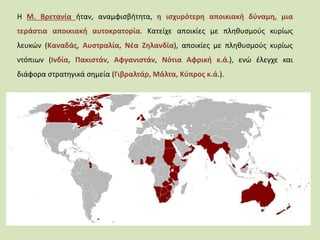 Η Μ. Βρετανία ήταν, αναμφισβήτητα, η ισχυρότερη αποικιακή δύναμη, μια
τεράστια αποικιακή αυτοκρατορία. Κατείχε αποικίες με πληθυσμούς κυρίως
λευκών (Καναδάς, Αυστραλία, Νέα Ζηλανδία), αποικίες με πληθυσμούς κυρίως
ντόπιων (Ινδία, Πακιστάν, Αφγανιστάν, Νότια Αφρική κ.ά.), ενώ έλεγχε και
διάφορα στρατηγικά σημεία (Γιβραλτάρ, Μάλτα, Κύπρος κ.ά.).